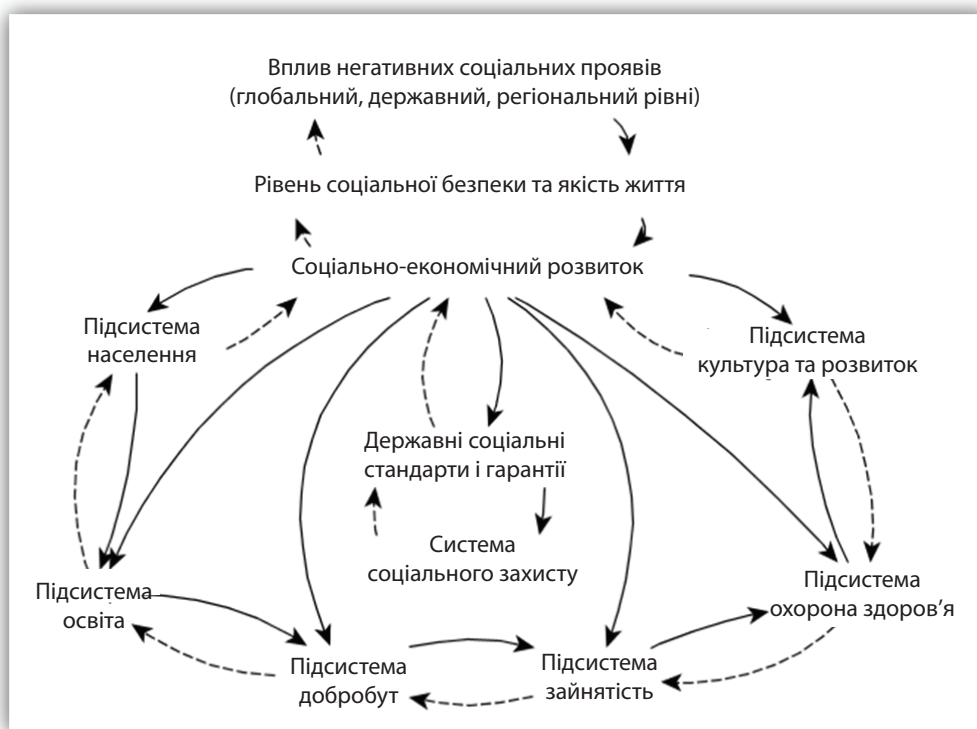 Вплив негативних соціальних проявів
(глобальний, державний, регіональний рівні)
Рівень соціальної безпеки та якість життя
Соціально-економічний розвиток
Підсистема
населення
Підсистема
культура та розвиток
Державні соціальні
стандарти і гарантії
Система
соціального захисту
Підсистема
освіта
Підсистема
охорона здоров’я
Підсистема
добробут
Підсистема
зайнятість